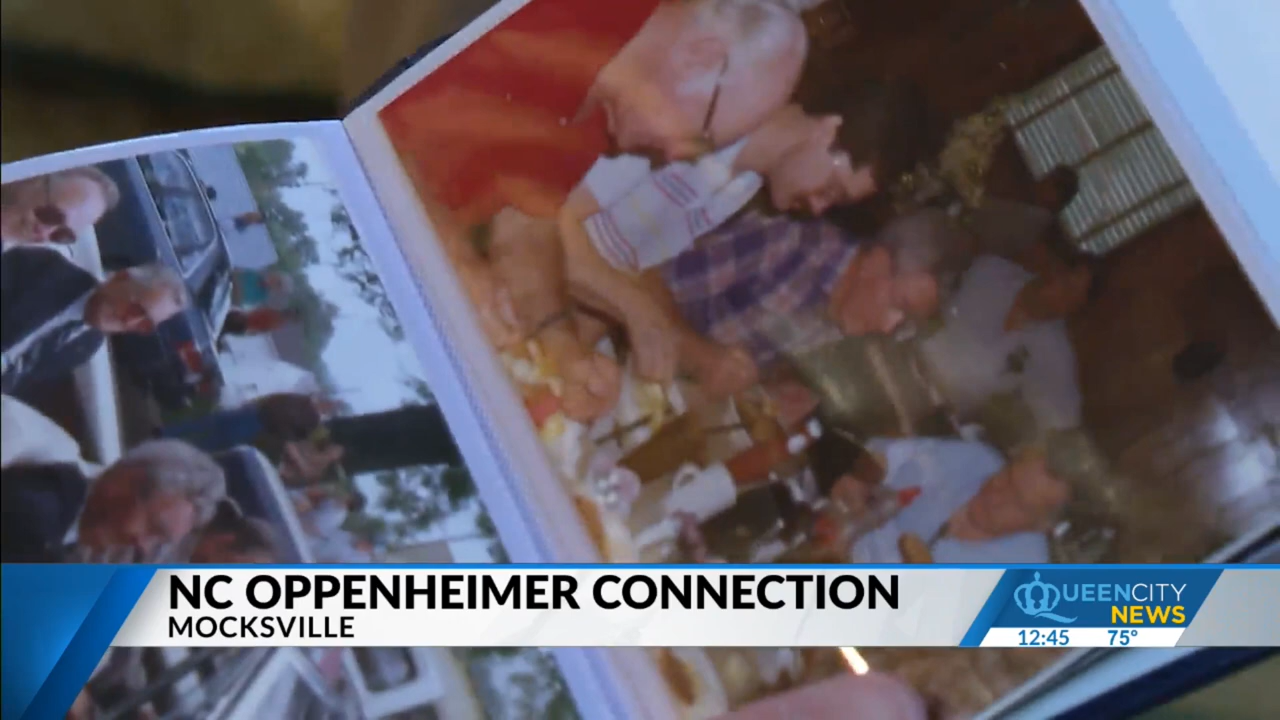 NC OPPENHEIMER CONNECTION
MOCKSVILLE
QUEENCITY
NEWS
12:45 75°